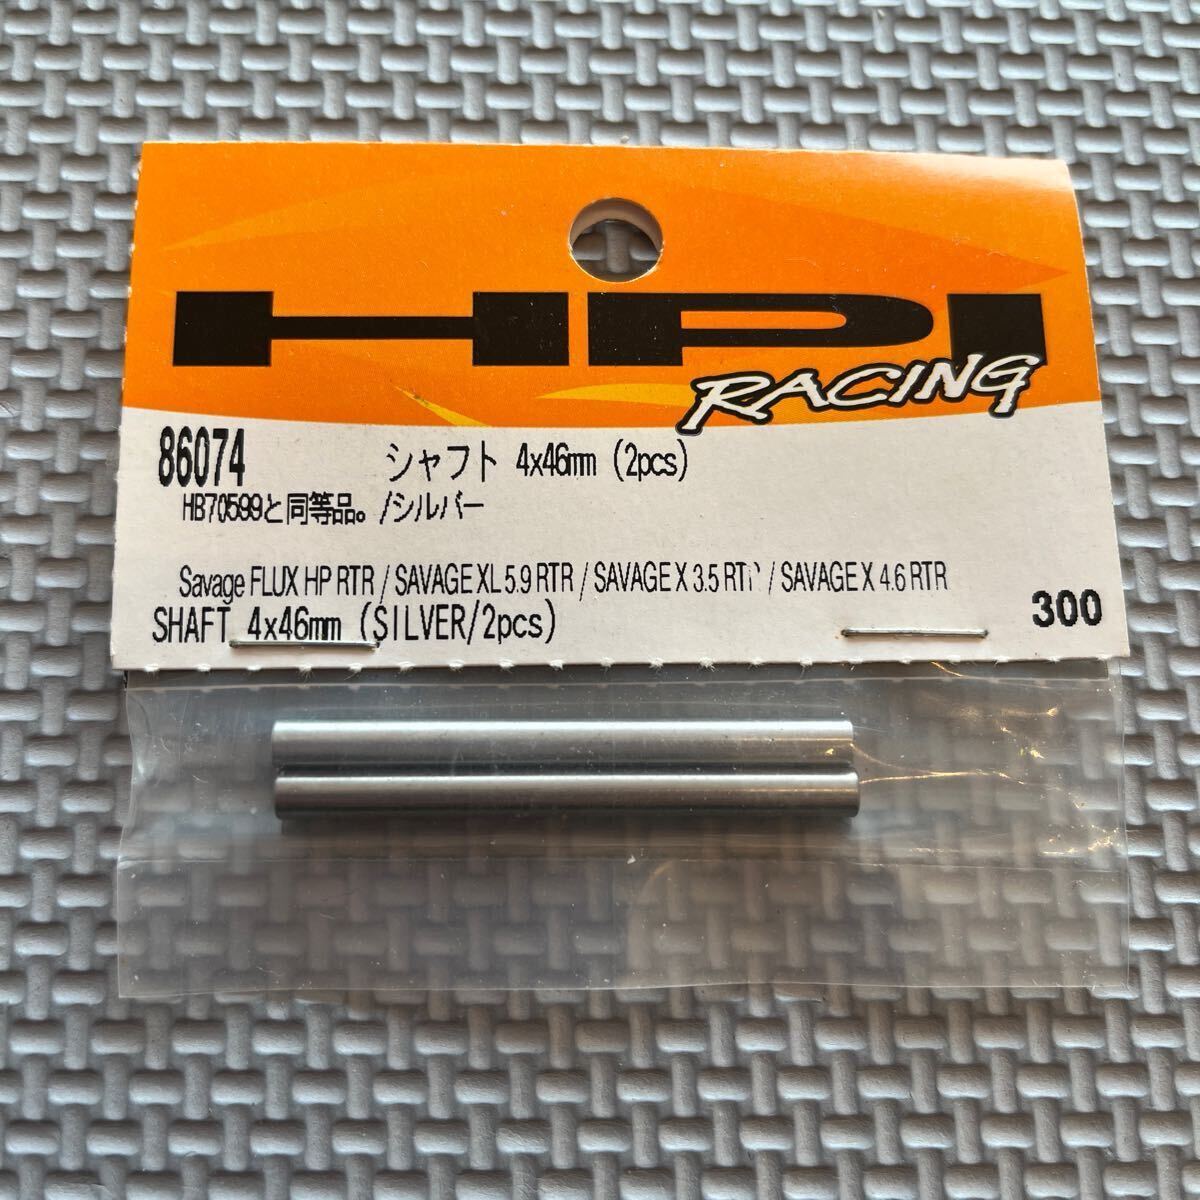 HPI
RACING
86074 シャフト 4x46mm (2pcs)
HB70599と同等品。/シルバー
Savage FLUX HP RTR / SAVAGE XL 5.9 RTR / SAVAGE X 3.5 RTR / SAVAGE X 4.6 RTR
SHAFT 4x46mm (SILVER/2pcs)
300